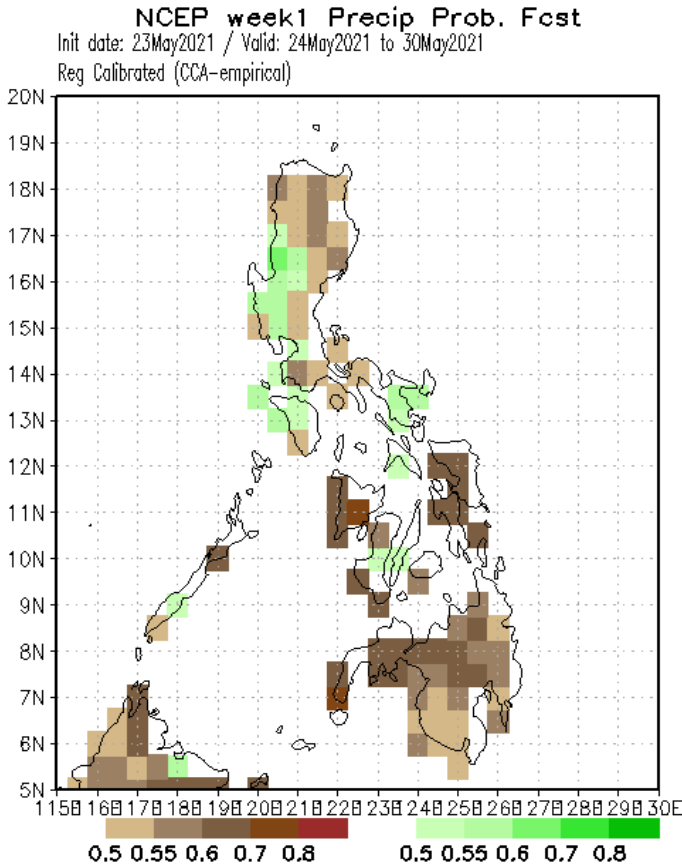 NCEP week1 Precip Prob. Fcst
Init date: 23May2021 / Valid: 24May2021 to 30May2021
Reg Calibrated (CCA-empirical)
20N
19N
18N
17N
16N
15N
14N
13N
12N
11N
10N
9N
8N
7N
6N
5N
0.5 0.55 0.6 0.7 0.8 0.5 0.55 0.6 0.7 0.8